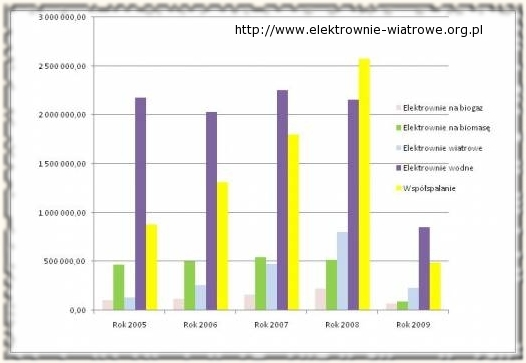 http://www.elektrownie-wiatrowe.org.pl
3 000 000,00
2 500 000,00
2 000 000,00
1 500 000,00
1 000 000,00
500 000,00
0,00
Elektrownie na biogaz
Elektrownie na biomasę
Elektrownie wiatrowe
Elektrownie wodne
Współspalanie
Rok 2005 Rok 2006 Rok 2007 Rok 2008 Rok 2009